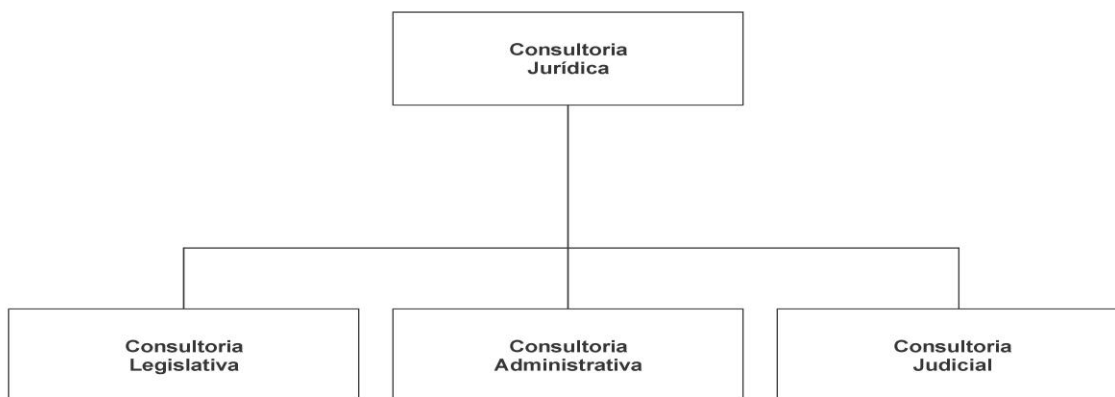 Consultoria
Jurídica
Consultoria
Legislativa
Consultoria
Administrativa
Consultoria
Judicial